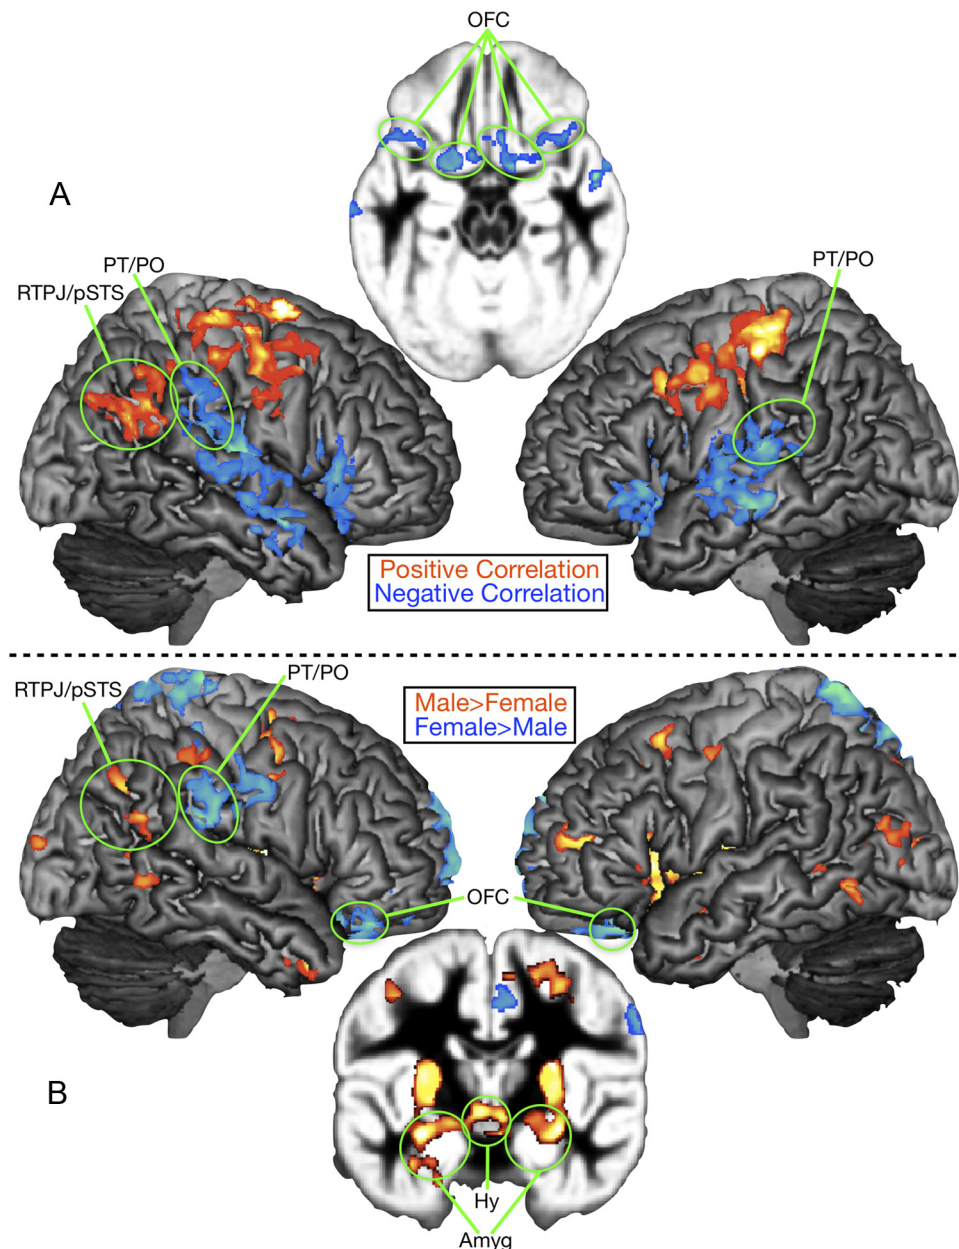 OFC
A
PT/PO
RTPJ/pSTS
PT/PO
Positive Correlation
Negative Correlation
RTPJ/pSTS
PT/PO
Male>Female
Female>Male
OFC
B
Hy
Amyg